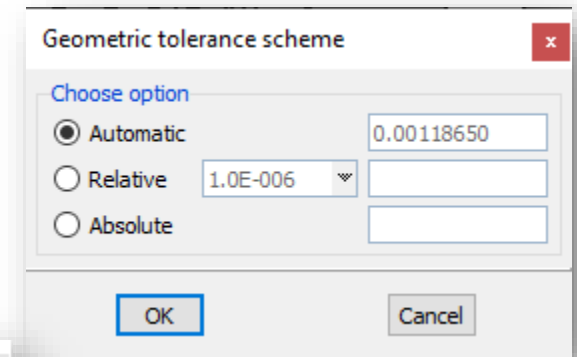 Geometric tolerance scheme x
Choose option
Automatic 0.00118650
Relative 1.0E-006
Absolute
OK Cancel